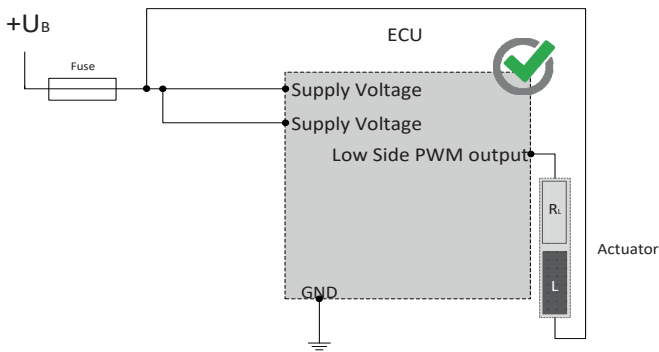 +UB
Fuse
ECU
Supply Voltage
Supply Voltage
Low Side PWM output
RL
Actuator
L
GND